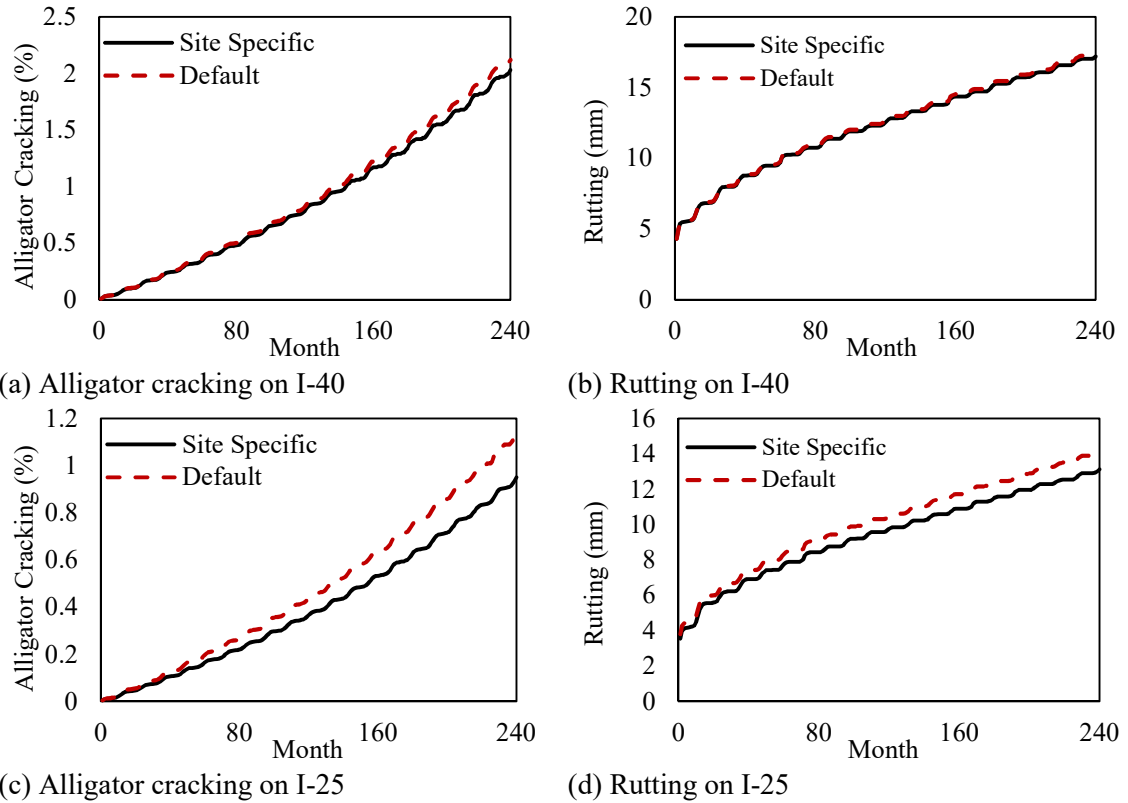 2.5
2
1.5
1
0.5
0
Alligator Cracking (%)
Site Specific
Default
0 80 160 240
Month
(a) Alligator cracking on I-40
20
15
10
5
0
Rutting (mm)
Site Specific
Default
0 80 160 240
Month
(b) Rutting on I-40
1.2
1
0.8
0.6
0.4
0.2
0
Alligator Cracking (%)
Site Specific
Default
0 80 160 240
Month
(c) Alligator cracking on I-25
16
14
12
10
8
6
4
2
0
Rutting (mm)
Site Specific
Default
0 80 160 240
Month
(d) Rutting on I-25